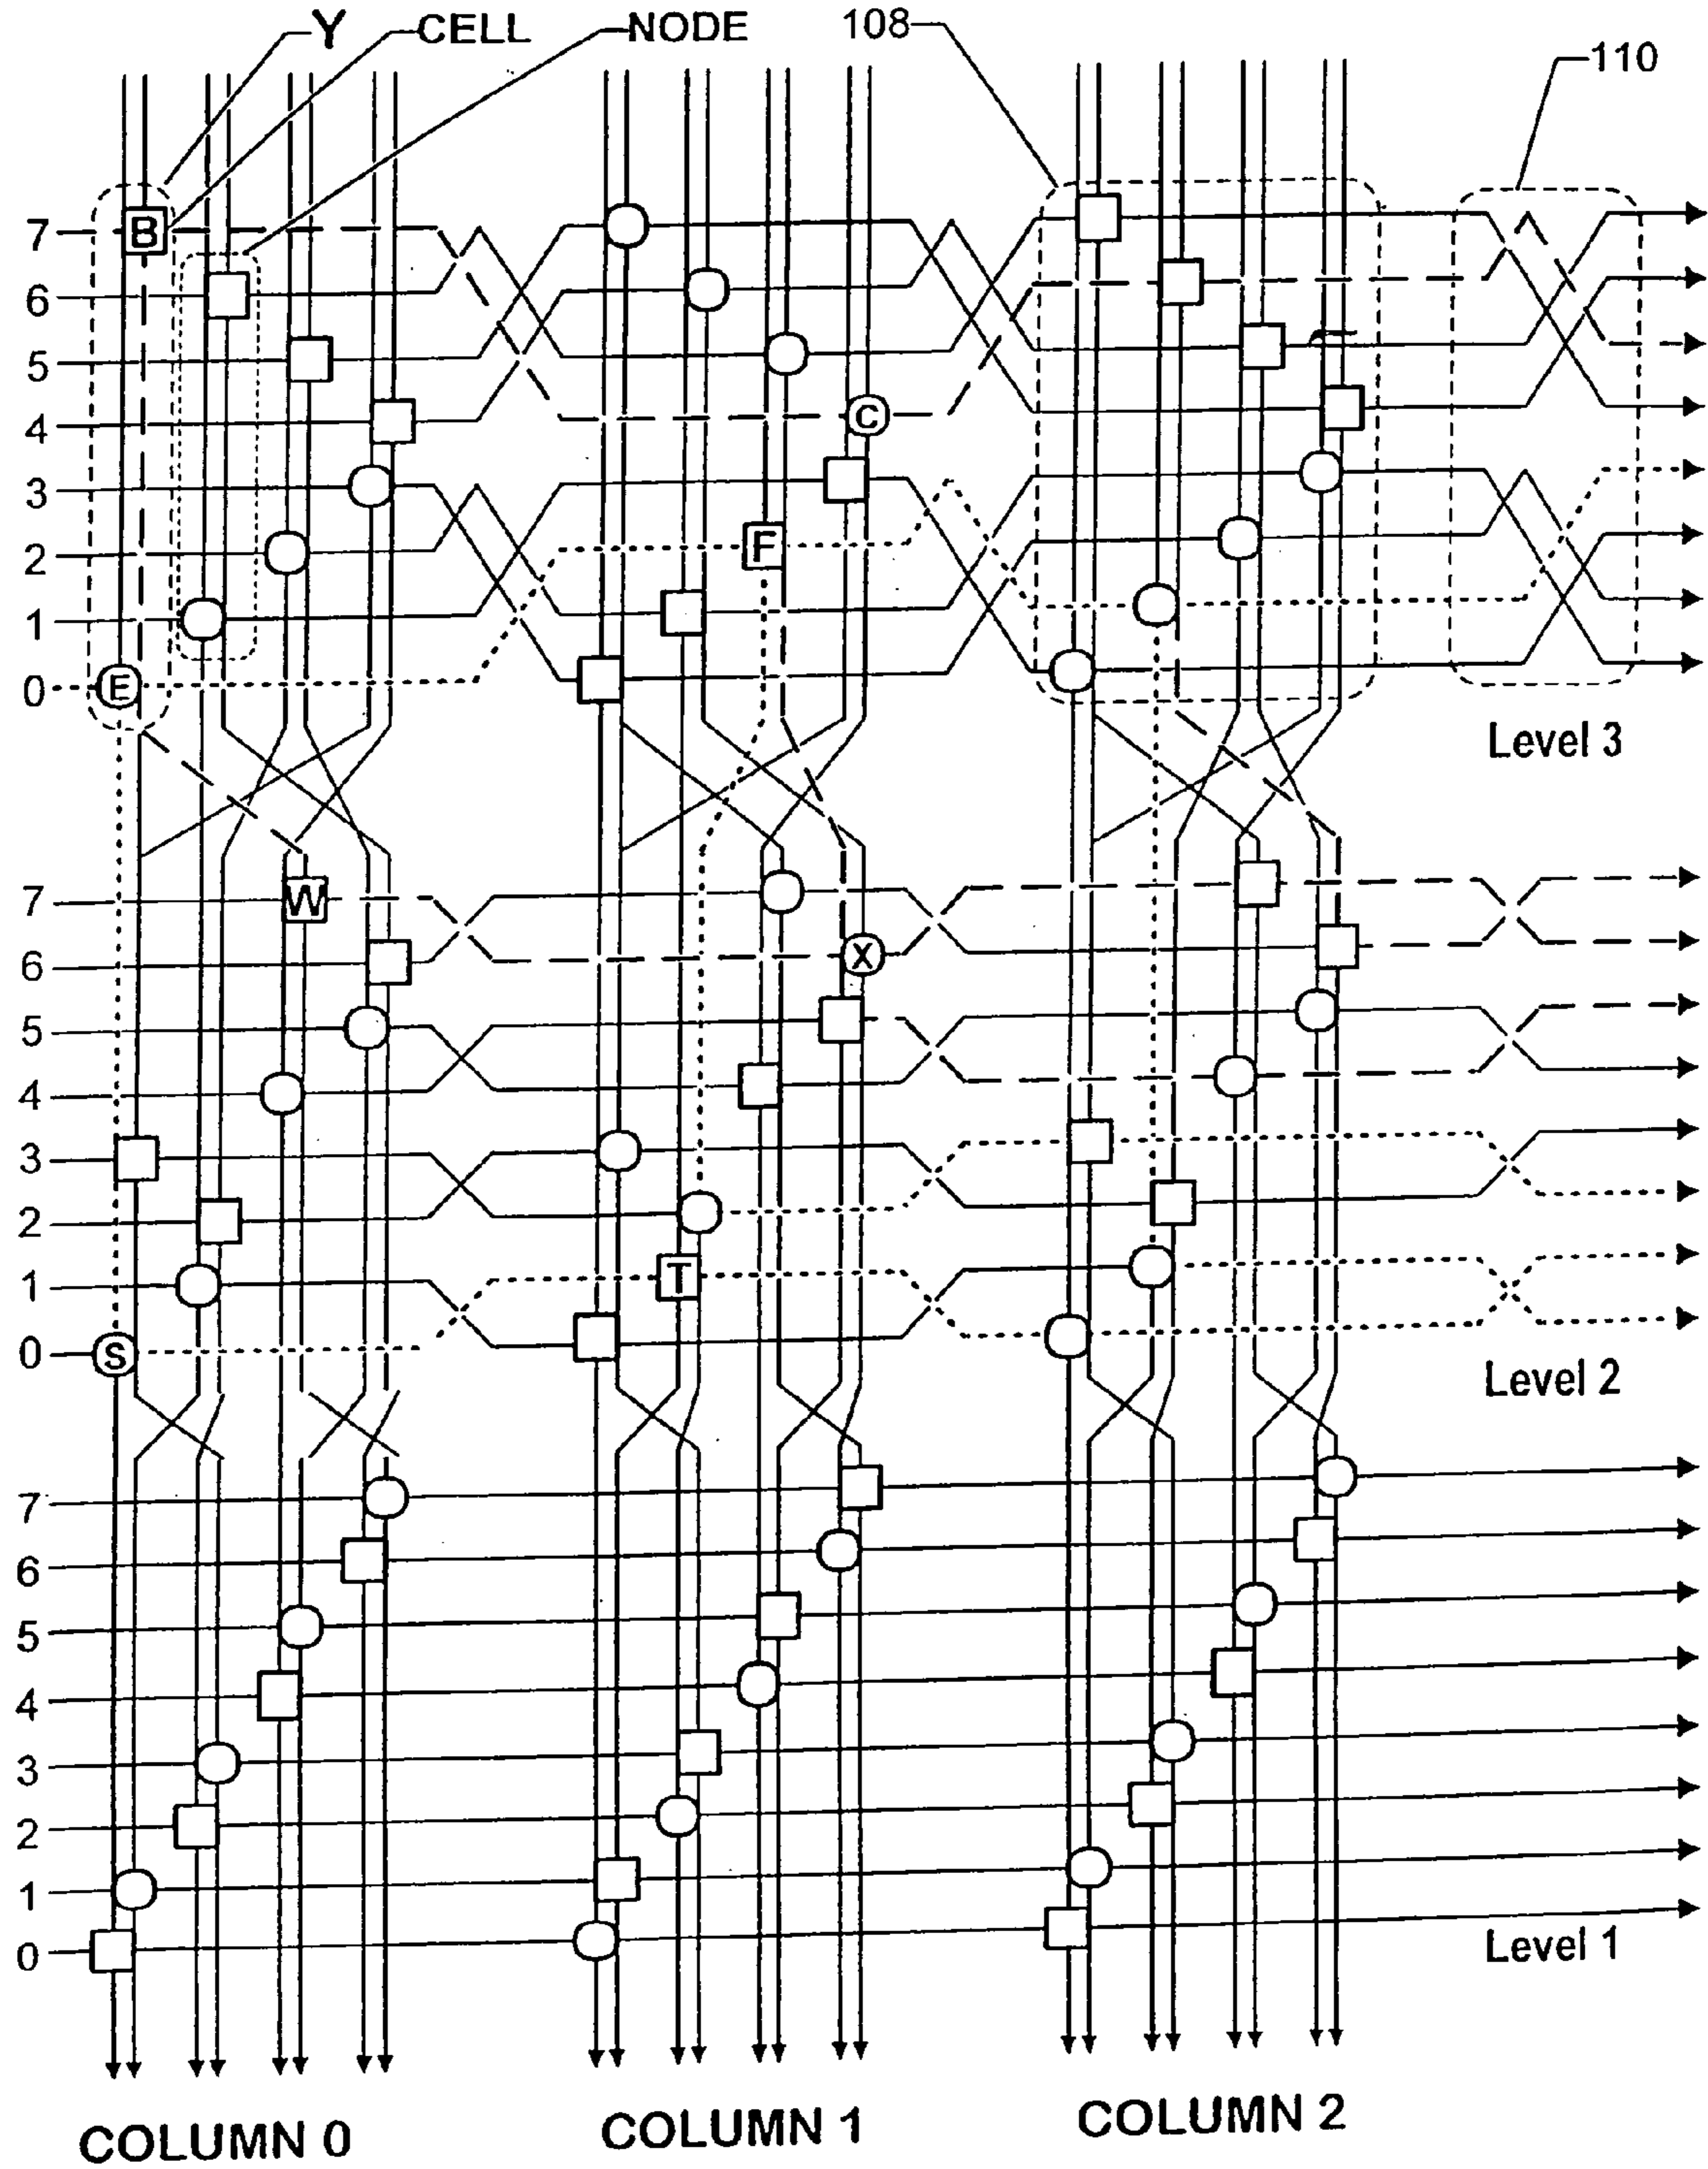 Y CELL NODE 108 110
7 B
6
5
4 C
3
2 F
1
0 E
Level 3
7 W
6 X
5
4
3
2
1 T
0 S
Level 2
7
6
5
4
3
2
1
0
Level 1
COLUMN 0 COLUMN 1 COLUMN 2